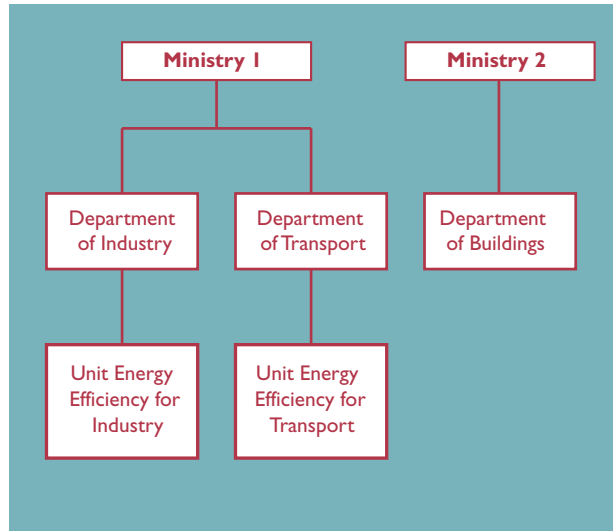 Ministry 1
Ministry 2
Department
of Industry
Department
of Transport
Department
of Buildings
Unit Energy
Efficiency for
Industry
Unit Energy
Efficiency for
Transport